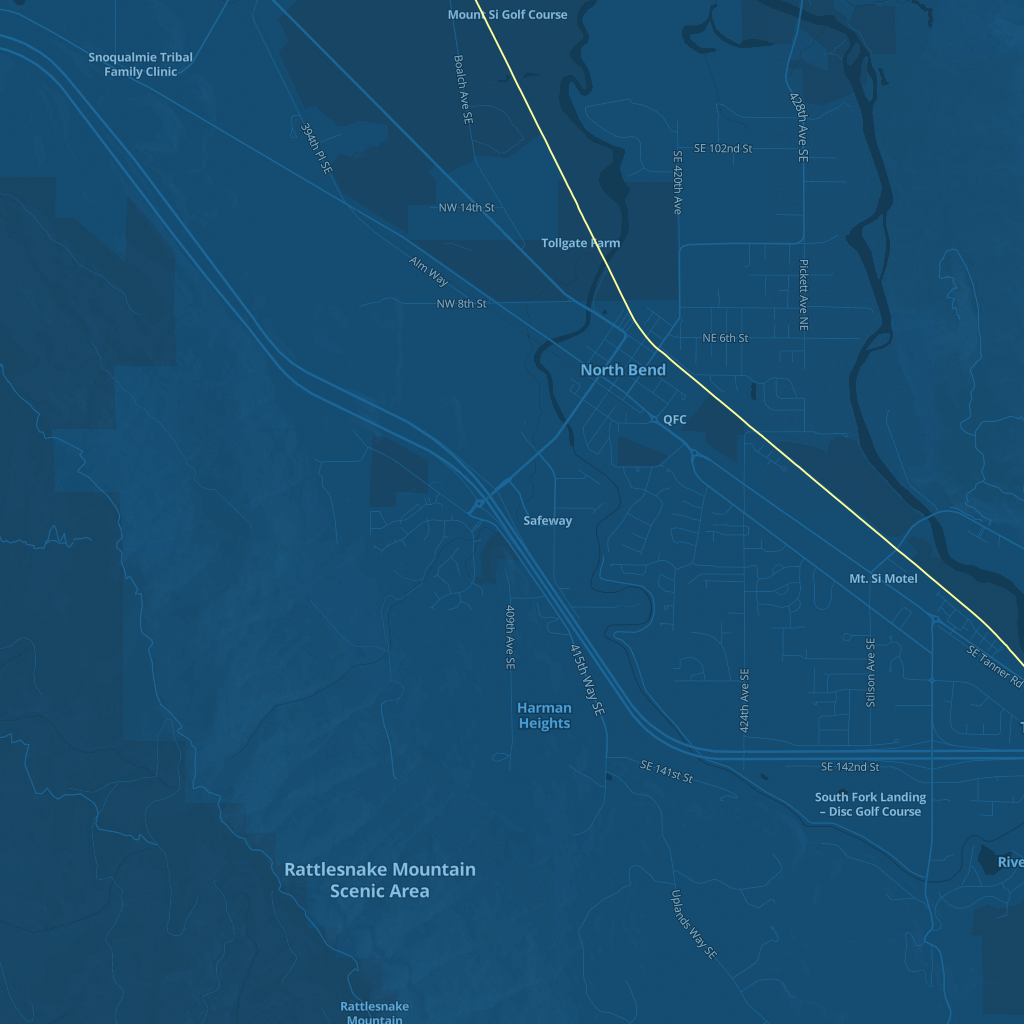 Mount Si Golf Course
Snoqualmie Tribal
Family Clinic
Boalch Ave SE
428th Ave SE
394th Pl SE
SE 102nd St
SE 420th Ave
NW 14th St
Tollgate Farm
Alm Way
Pickett Ave NE
NW 8th St
NE 6th St
North Bend
QFC
Safeway
Mt. Si Motel
409th Ave SE
415th Way SE
424th Ave SE
Stilson Ave SE
SE Tanner Rd
Harman
Heights
SE 141st St
SE 142nd St
South Fork Landing
– Disc Golf Course
Rattlesnake Mountain
Scenic Area
Uplands Way SE
Rattlesnake
Mountain